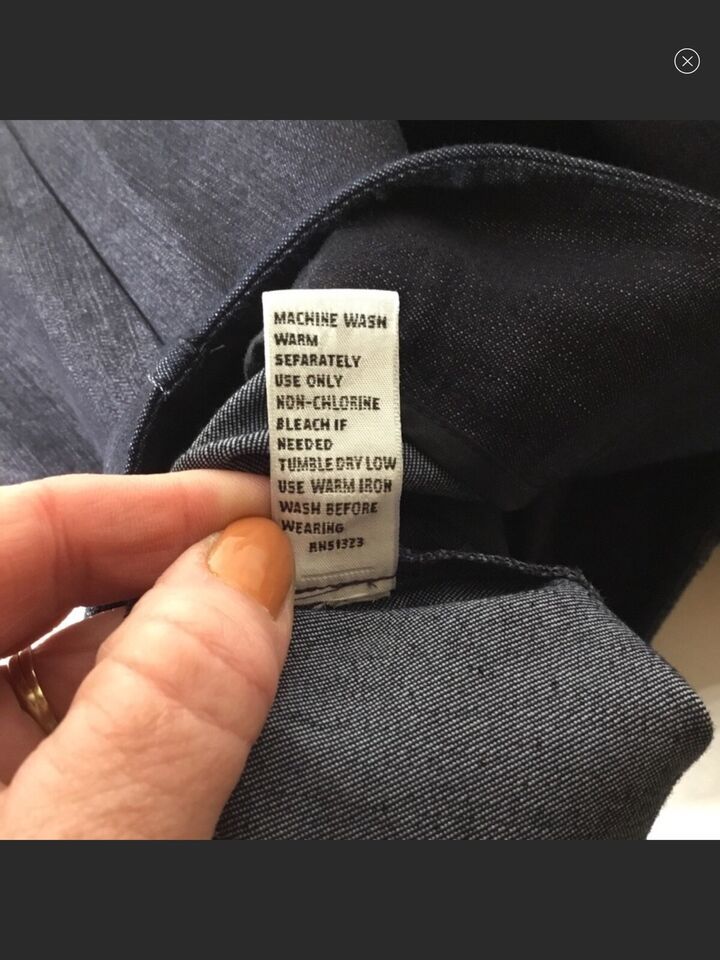 MACHINE WASH
WARM
SEPARATELY
USE ONLY
NON-CHLORINE
BLEACH IF
NEEDED
TUMBLE DRY LOW
USE WARM IRON
WASH BEFORE
WEARING
RN51323